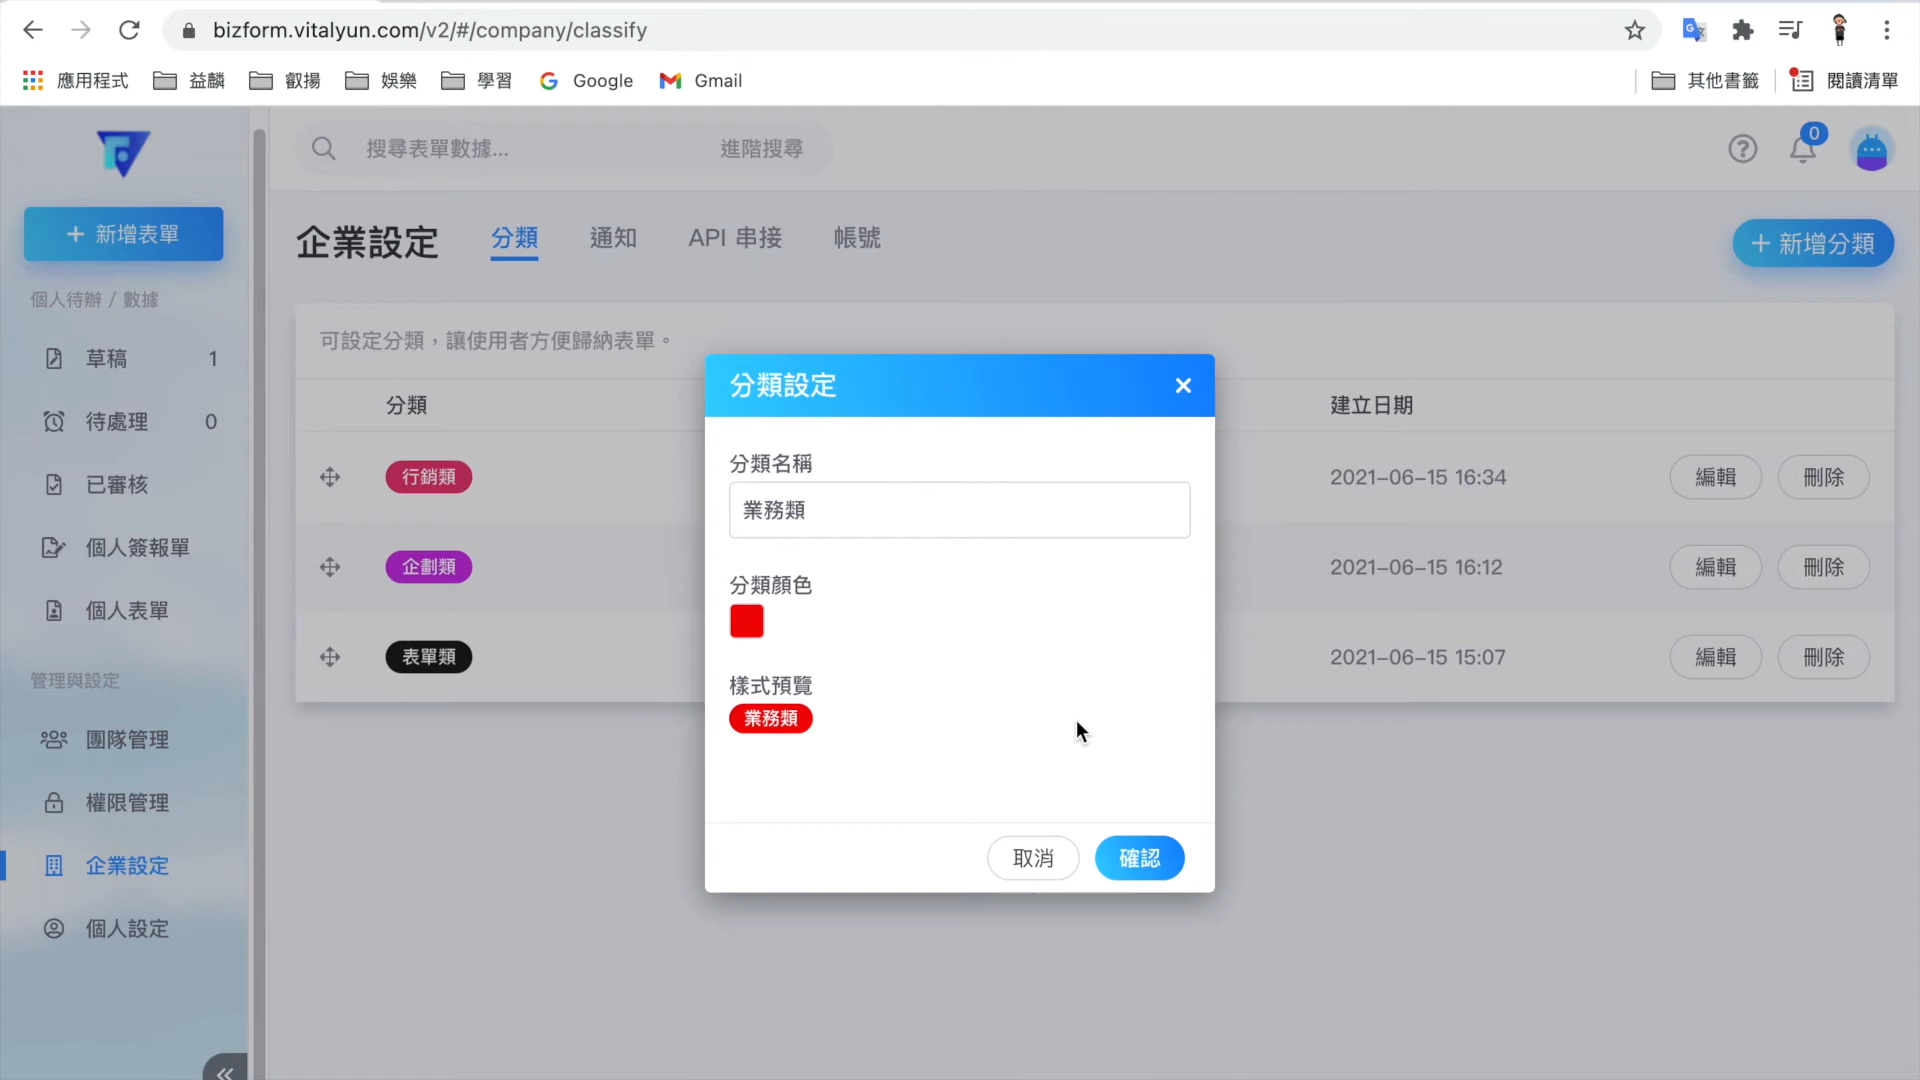 bizform.vitalyun.com/v2/#/company/classify
應用程式 益麟 叡揚 娛樂 學習 Google Gmail 其他書籤 閱讀清單
搜尋表單數據... 進階搜尋 0
+ 新增表單
個人待辦 / 數據
草稿 1
待處理 0
已審核
個人簽報單
個人表單
管理與設定
團隊管理
權限管理
企業設定
個人設定
企業設定 分類 通知 API 串接 帳號 + 新增分類
可設定分類，讓使用者方便歸納表單。
分類 建立日期
行銷類 2021-06-15 16:34 編輯 刪除
企劃類 2021-06-15 16:12 編輯 刪除
表單類 2021-06-15 15:07 編輯 刪除
分類設定
分類名稱
業務類
分類顏色
樣式預覽
業務類
取消 確認